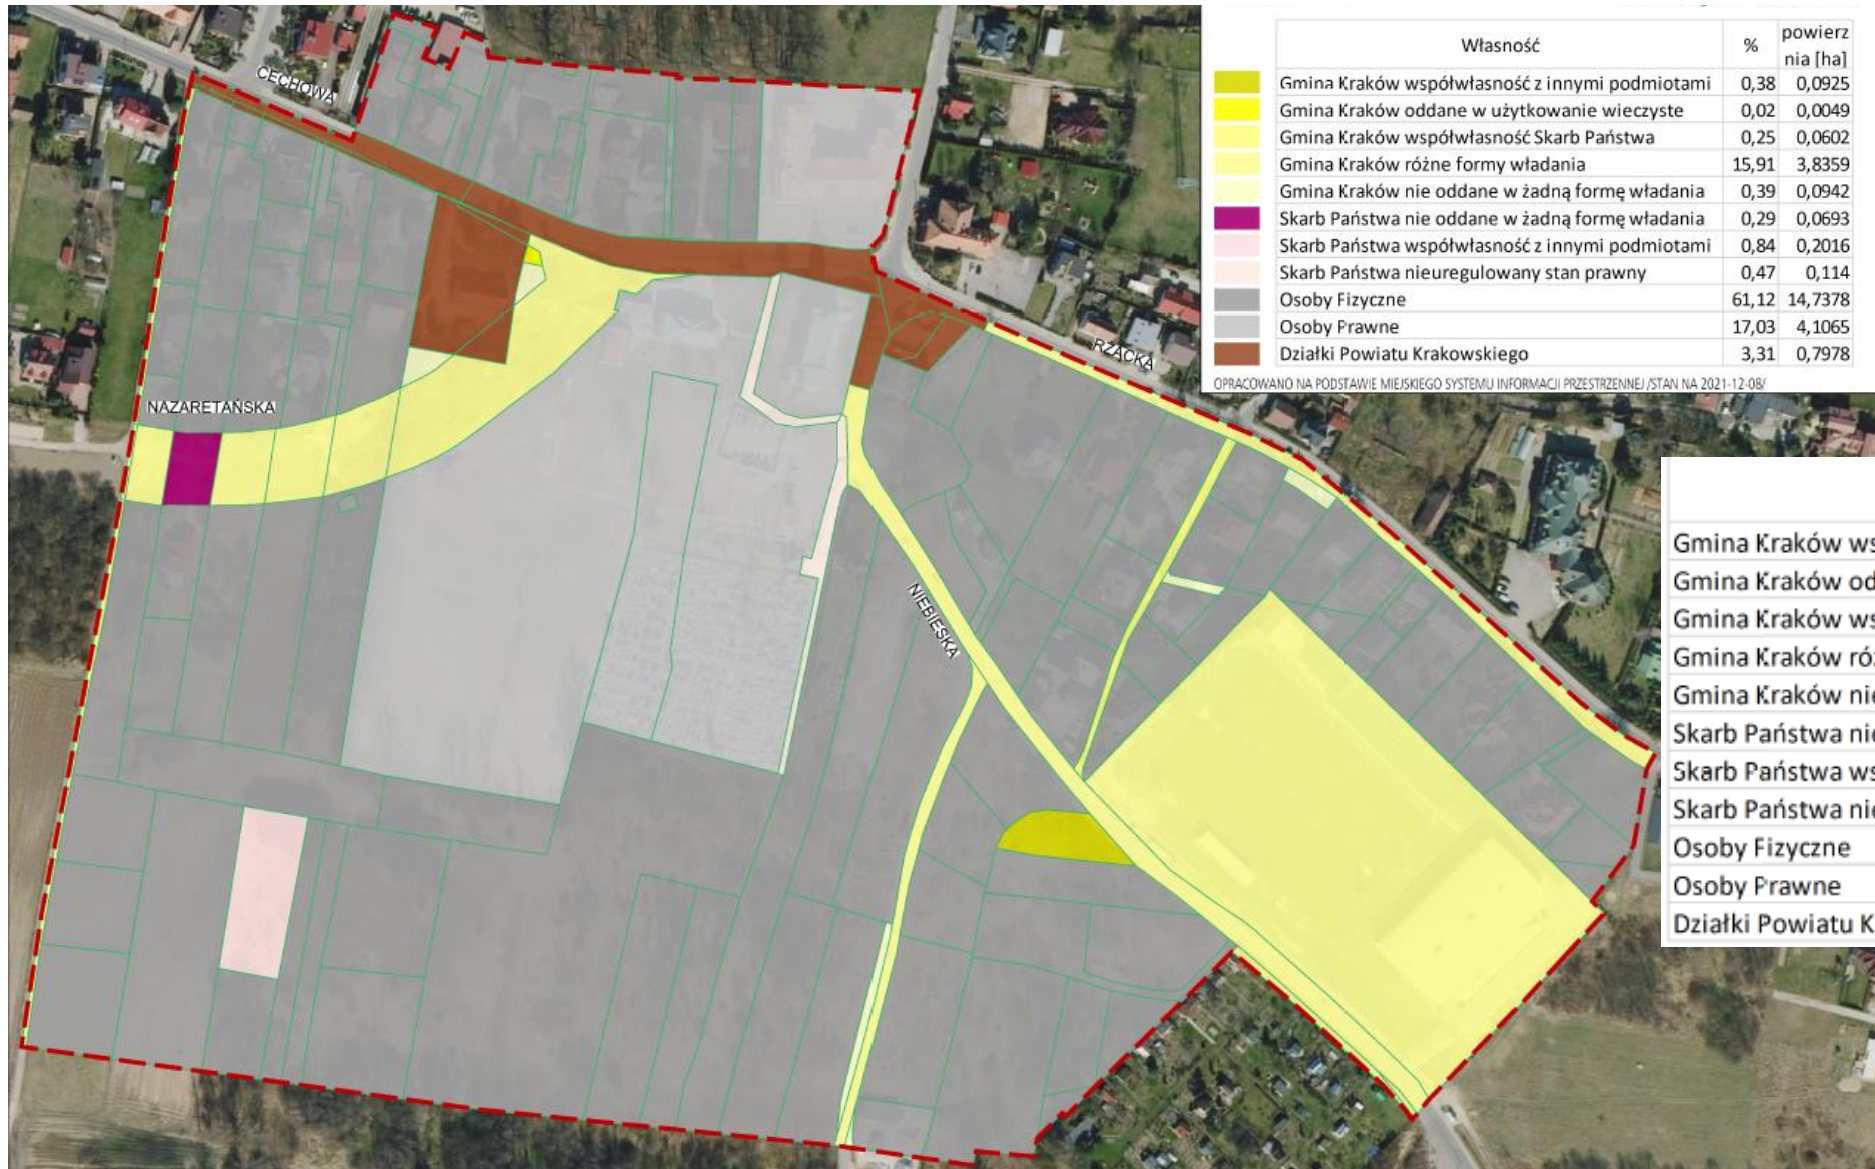 Własność % powierz
nia [ha]
Gmina Kraków współwłasność z innymi podmiotami 0,38 0,0925
Gmina Kraków oddane w użytkowanie wieczyste 0,02 0,0049
Gmina Kraków współwłasność Skarb Państwa 0,25 0,0602
Gmina Kraków różne formy władania 15,91 3,8359
Gmina Kraków nie oddane w żadną formę władania 0,39 0,0942
Skarb Państwa nie oddane w żadną formę władania 0,29 0,0693
Skarb Państwa współwłasność z innymi podmiotami 0,84 0,2016
Skarb Państwa nieuregulowany stan prawny 0,47 0,114
Osoby Fizyczne 61,12 14,7378
Osoby Prawne 17,03 4,1065
Działki Powiatu Krakowskiego 3,31 0,7978
OPRACOWANO NA PODSTAWIE MIEJSKIEGO SYSTEMU INFORMACJI PRZESTRZENNEJ /STAN NA 2021-12-08/
CECHOWA
RŻĄCKA
NAZARETAŃSKA
NIEBIESKA
Gmina Kraków ws
Gmina Kraków od
Gmina Kraków ws
Gmina Kraków róż
Gmina Kraków nie
Skarb Państwa nie
Skarb Państwa ws
Skarb Państwa nie
Osoby Fizyczne
Osoby Prawne
Działki Powiatu K